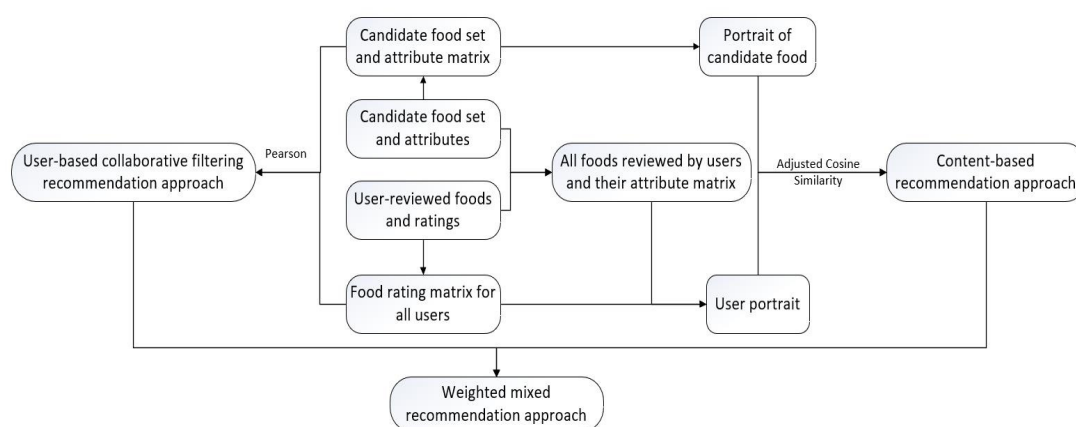 Candidate food set
and attribute matrix
Portrait of
candidate food
Candidate food set
and attributes
User-based collaborative filtering
recommendation approach
Pearson
All foods reviewed by users
and their attribute matrix
Adjusted Cosine
Similarity
Content-based
recommendation approach
User-reviewed foods
and ratings
Food rating matrix for
all users
User portrait
Weighted mixed
recommendation approach